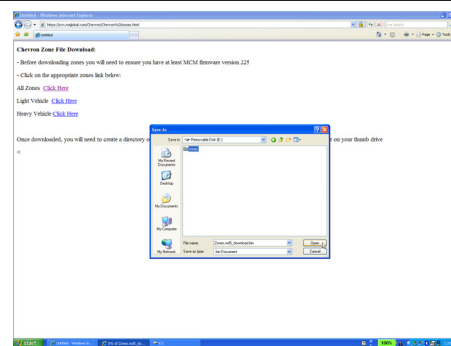 Untitled - Windows Internet Explorer
Untitled
Page
Chevron Zone File Download:
- Before downloading zones you will need to ensure you have at least MCM firmware version 225
- Click on the appropriate zones link below:
All Zones Click Here
Light Vehicle Click Here
Heavy Vehicle Click Here
Once downloaded, you will need to create a directory
on your thumb drive
<
Save As
Save in:
Removable Disk (E:)
zones
My Recent
Documents
Desktop
My Documents
My Computer
My Network
File name:
Zones.md5_download.bin
Open
Save as type:
.bin Document
Cancel
start
100%